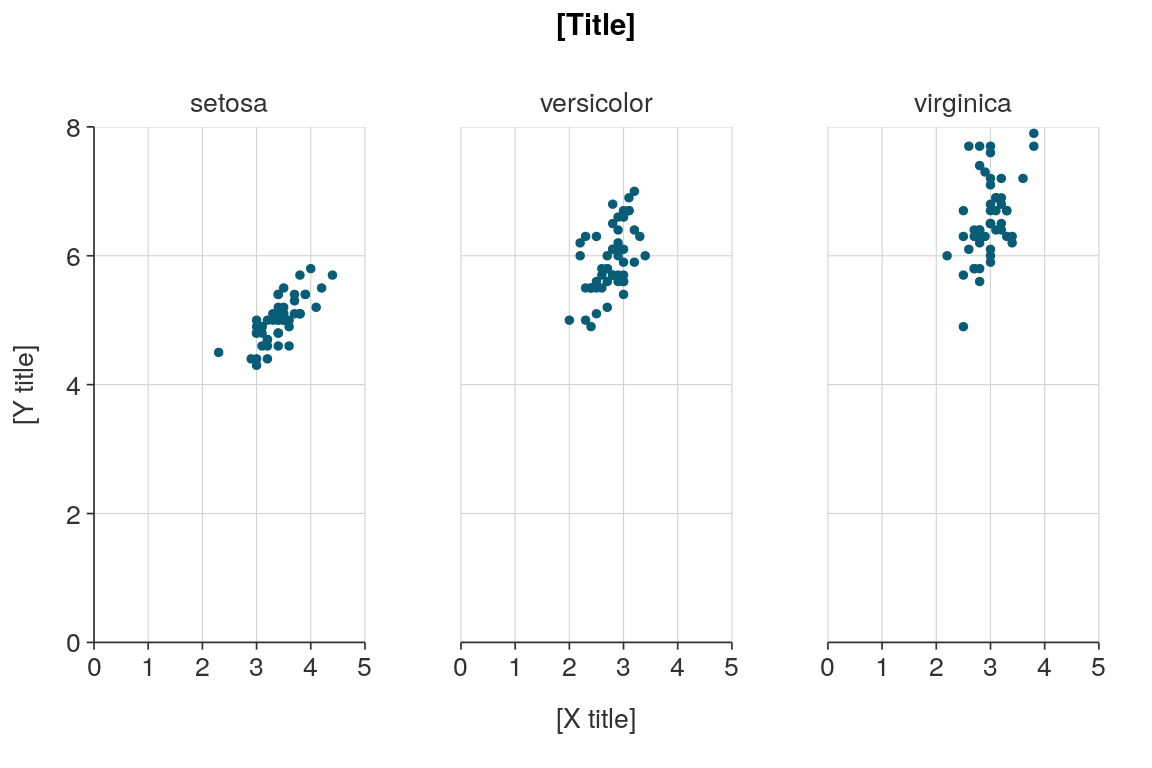 [Title]
setosa
versicolor
virginica
8
6
4
2
0
[Y title]
0 1 2 3 4 5
0 1 2 3 4 5
0 1 2 3 4 5
[X title]